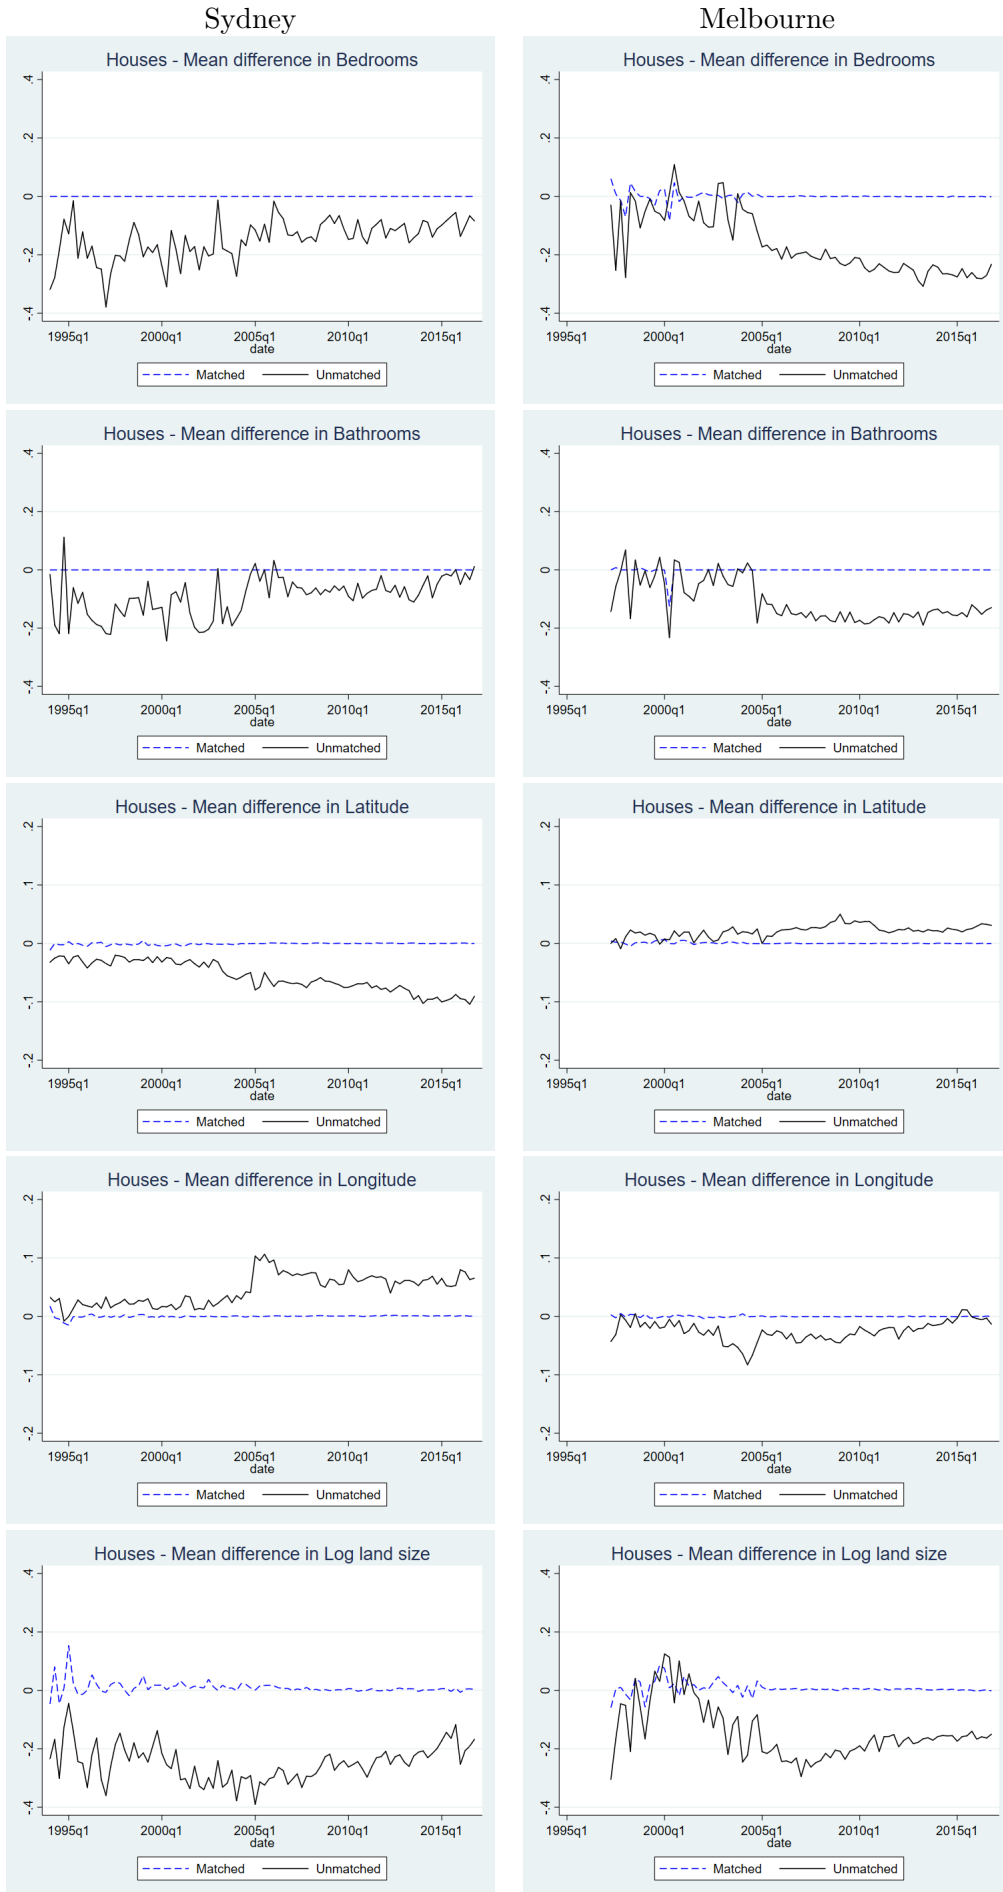 Sydney Melbourne
Houses - Mean difference in Bedrooms
.4
.2
0
-.2
-.4
1995q1 2000q1 2005q1 2010q1 2015q1
date
Matched Unmatched
Houses - Mean difference in Bedrooms
.4
.2
0
-.2
-.4
1995q1 2000q1 2005q1 2010q1 2015q1
date
Matched Unmatched
Houses - Mean difference in Bathrooms
.4
.2
0
-.2
-.4
1995q1 2000q1 2005q1 2010q1 2015q1
date
Matched Unmatched
Houses - Mean difference in Bathrooms
.4
.2
0
-.2
-.4
1995q1 2000q1 2005q1 2010q1 2015q1
date
Matched Unmatched
Houses - Mean difference in Latitude
.2
.1
0
-.1
-.2
1995q1 2000q1 2005q1 2010q1 2015q1
date
Matched Unmatched
Houses - Mean difference in Latitude
.2
.1
0
-.1
-.2
1995q1 2000q1 2005q1 2010q1 2015q1
date
Matched Unmatched
Houses - Mean difference in Longitude
.2
.1
0
-.1
-.2
1995q1 2000q1 2005q1 2010q1 2015q1
date
Matched Unmatched
Houses - Mean difference in Longitude
.2
.1
0
-.1
-.2
1995q1 2000q1 2005q1 2010q1 2015q1
date
Matched Unmatched
Houses - Mean difference in Log land size
.4
.2
0
-.2
-.4
1995q1 2000q1 2005q1 2010q1 2015q1
date
Matched Unmatched
Houses - Mean difference in Log land size
.4
.2
0
-.2
-.4
1995q1 2000q1 2005q1 2010q1 2015q1
date
Matched Unmatched